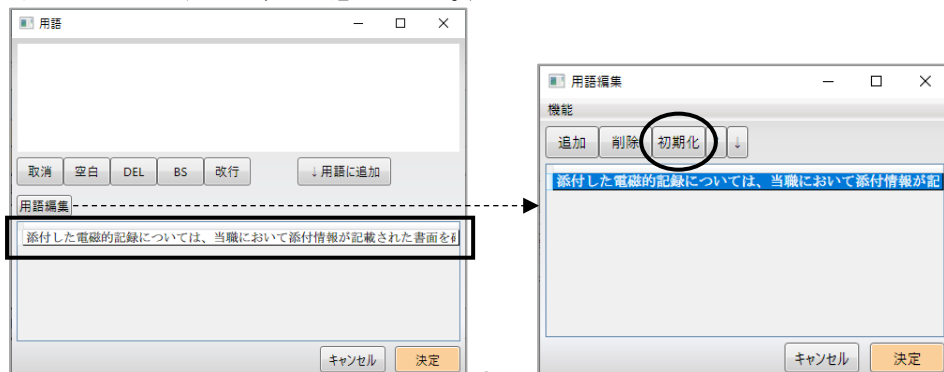 用語
取消 空白 DEL BS 改行 ↓用語に追加
用語編集
添付した電磁的記録については、当職において添付情報が記載された書面を
キャンセル 決定
用語編集
機能
追加 削除 初期化 ↓
添付した電磁的記録については、当職において添付情報が記
キャンセル 決定